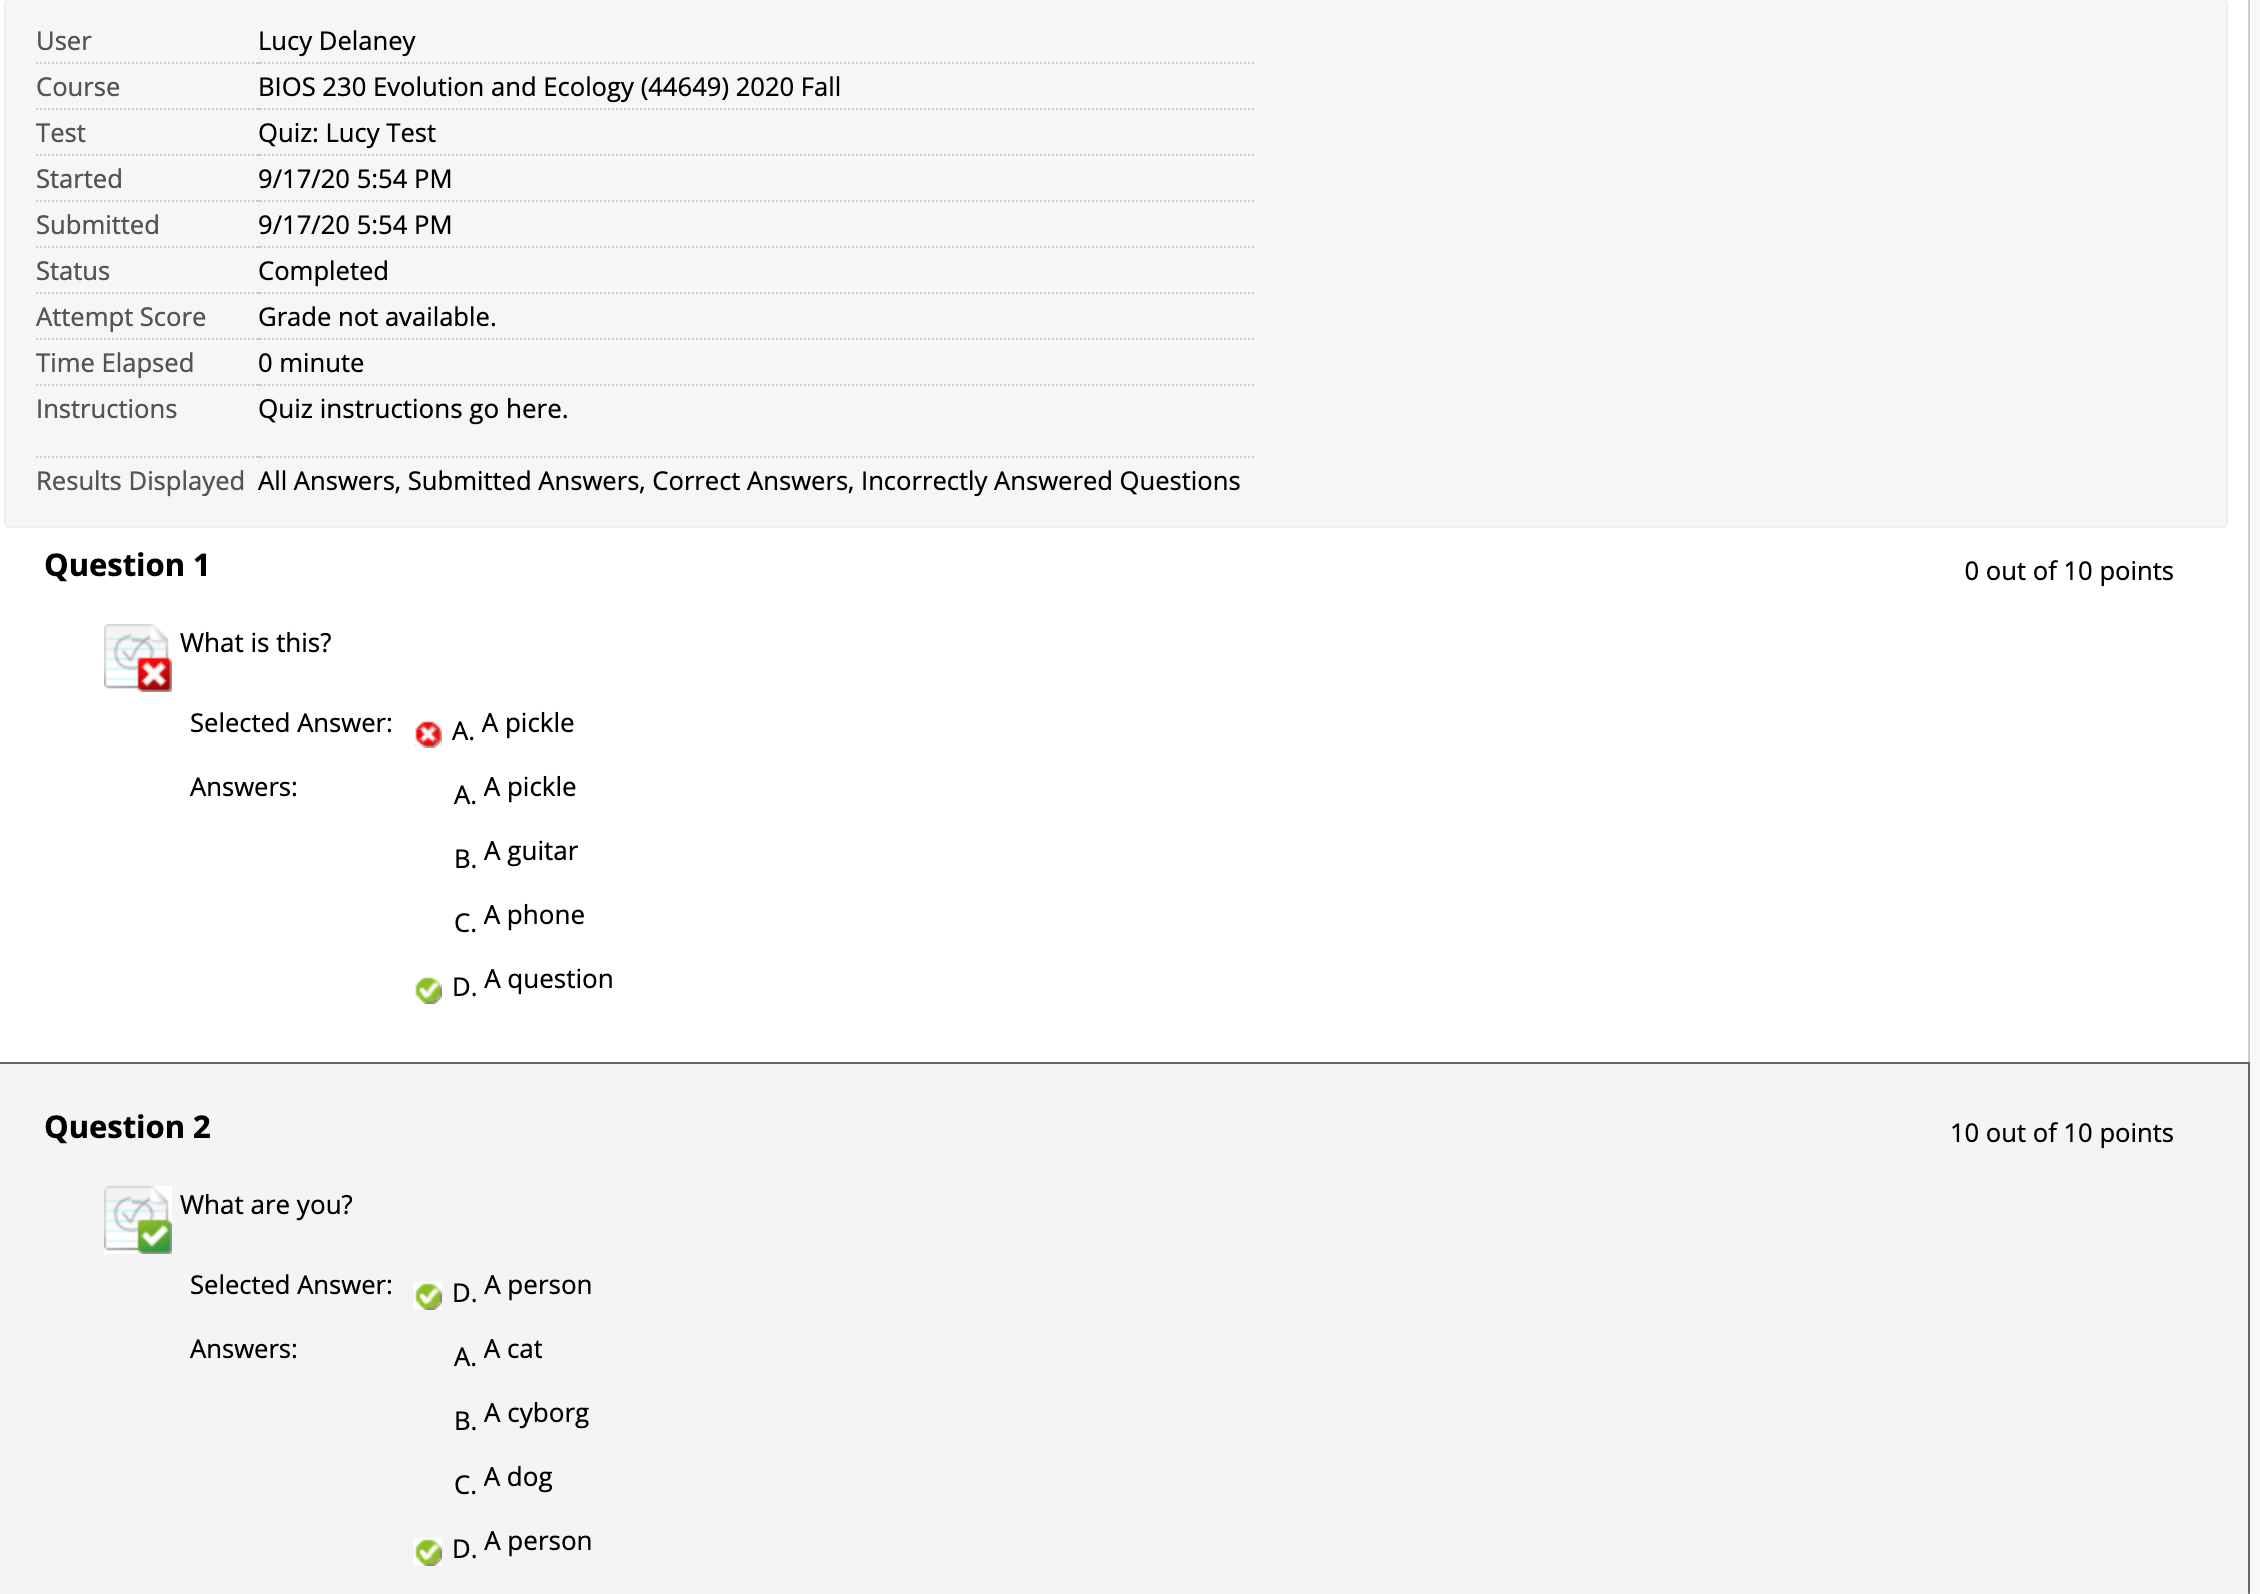 User Lucy Delaney
Course BIOS 230 Evolution and Ecology (44649) 2020 Fall
Test Quiz: Lucy Test
Started 9/17/20 5:54 PM
Submitted 9/17/20 5:54 PM
Status Completed
Attempt Score Grade not available.
Time Elapsed 0 minute
Instructions Quiz instructions go here.
Results Displayed All Answers, Submitted Answers, Correct Answers, Incorrectly Answered Questions
Question 1 0 out of 10 points
What is this?
Selected Answer: A. A pickle
Answers: A. A pickle
B. A guitar
C. A phone
D. A question
Question 2 10 out of 10 points
What are you?
Selected Answer: D. A person
Answers: A. A cat
B. A cyborg
C. A dog
D. A person